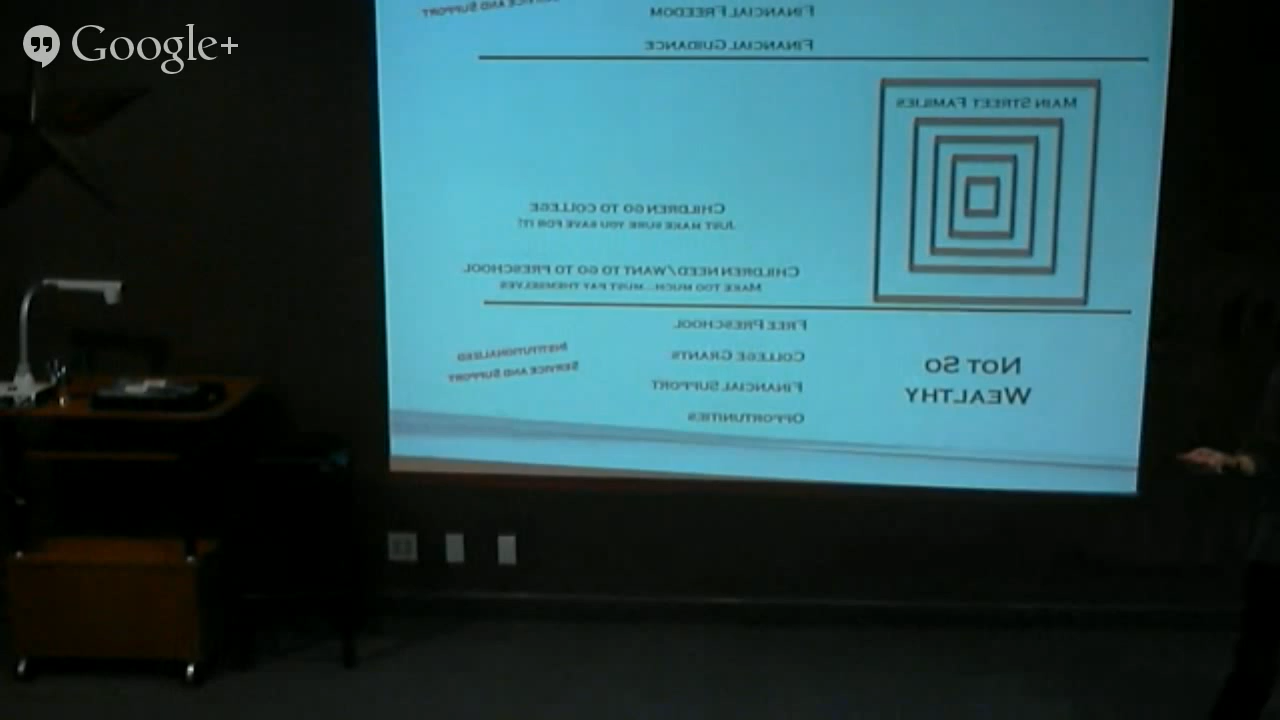 Google+
SERVICE AND SUPPORT
FINANCIAL FREEDOM
FINANCIAL GUIDANCE
MAIN STREET FAMILIES
CHILDREN GO TO COLLEGE
JUST MAKE SURE YOU SAVE FOR IT!
CHILDREN NEED/WANT TO GO TO PRESCHOOL
MAKE TOO MUCH...MUST PAY THEMSELVES
NOT SO
WEALTHY
FREE PRESCHOOL
COLLEGE GRANTS
FINANCIAL SUPPORT
OPPORTUNITIES
INSTITUTIONALIZED
SERVICE AND SUPPORT